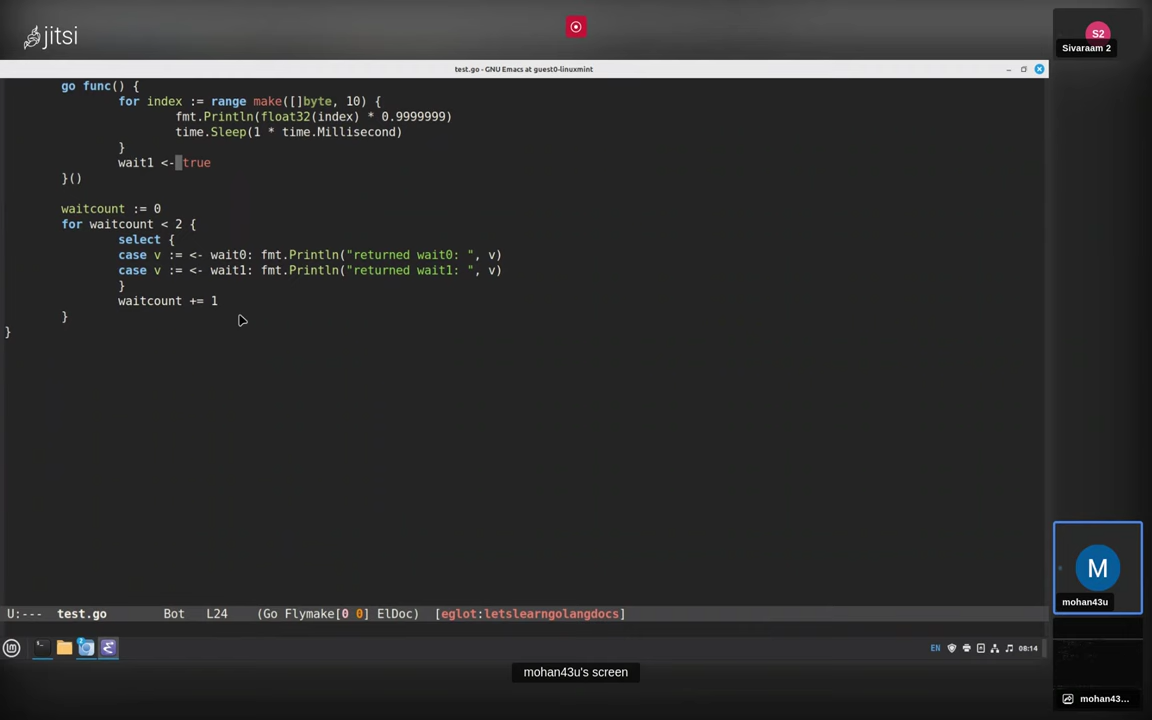 jitsi
S2
Sivaraam 2
test.go - GNU Emacs at guest0-linuxmint
go func() {
for index := range make([]byte, 10) {
fmt.Println(float32(index) * 0.9999999)
time.Sleep(1 * time.Millisecond)
}
wait1 <- true
}()
waitcount := 0
for waitcount < 2 {
select {
case v := <- wait0: fmt.Println("returned wait0: ", v)
case v := <- wait1: fmt.Println("returned wait1: ", v)
}
waitcount += 1
}
}
M
mohan43u
U:--- test.go Bot L24 (Go Flymake[0 0] ElDoc) [eglot:letslearngolangdocs]
EN 08:14
mohan43u's screen
mohan43...